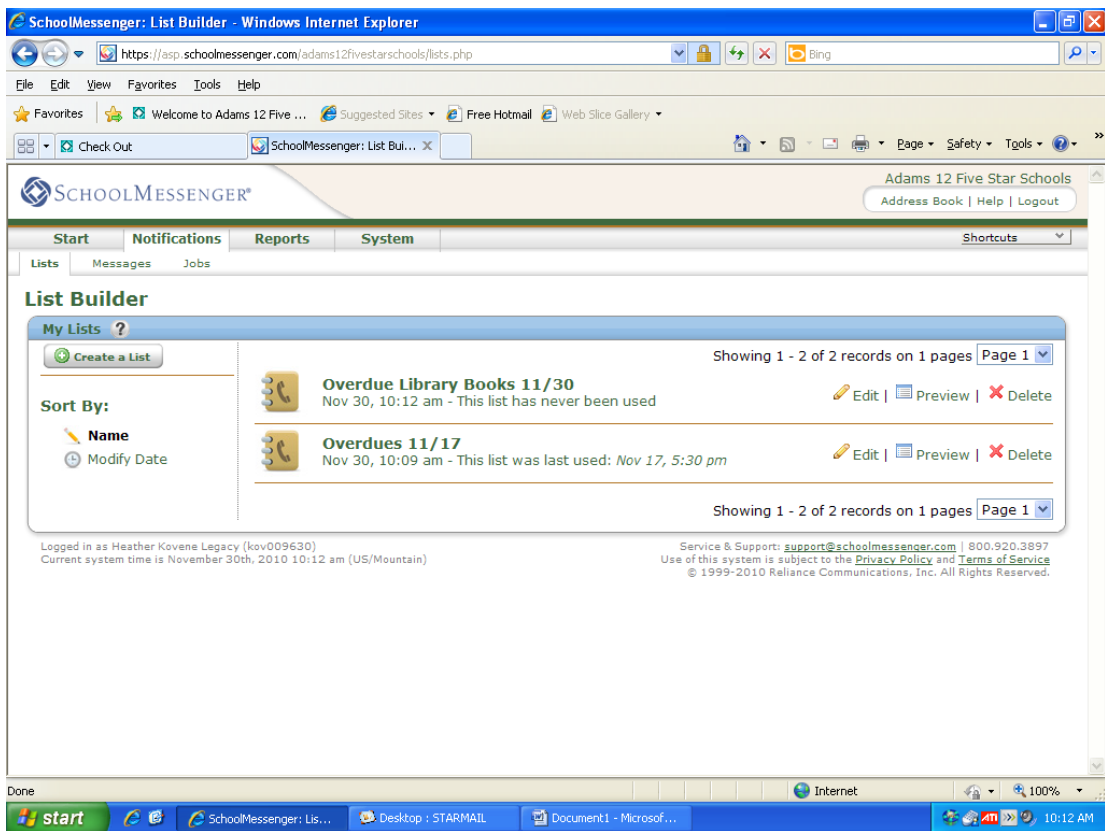 SchoolMessenger: List Builder - Windows Internet Explorer
https://asp.schoolmessenger.com/adams12fivestarschools/lists.php
Bing
File Edit View Favorites Tools Help
Favorites Welcome to Adams 12 Five ... Suggested Sites Free Hotmail Web Slice Gallery
Check Out SchoolMessenger: List Bui... X Page Safety Tools »
SCHOOLMESSENGER®
Adams 12 Five Star Schools
Address Book | Help | Logout
Start Notifications Reports System Shortcuts
Lists Messages Jobs
List Builder
My Lists ?
Create a List
Showing 1 - 2 of 2 records on 1 pages Page 1
Sort By:
Name
Modify Date
Overdue Library Books 11/30
Nov 30, 10:12 am - This list has never been used
Edit | Preview | Delete
Overdues 11/17
Nov 30, 10:09 am - This list was last used: Nov 17, 5:30 pm
Edit | Preview | Delete
Showing 1 - 2 of 2 records on 1 pages Page 1
Logged in as Heather Kovene Legacy (kov009630)
Current system time is November 30th, 2010 10:12 am (US/Mountain)
Service & Support: support@schoolmessenger.com | 800.920.3897
Use of this system is subject to the Privacy Policy and Terms of Service
© 1999-2010 Reliance Communications, Inc. All Rights Reserved.
Done Internet 100%
start SchoolMessenger: Lis... Desktop : STARMAIL Document1 - Microsof... ATI 10:12 AM